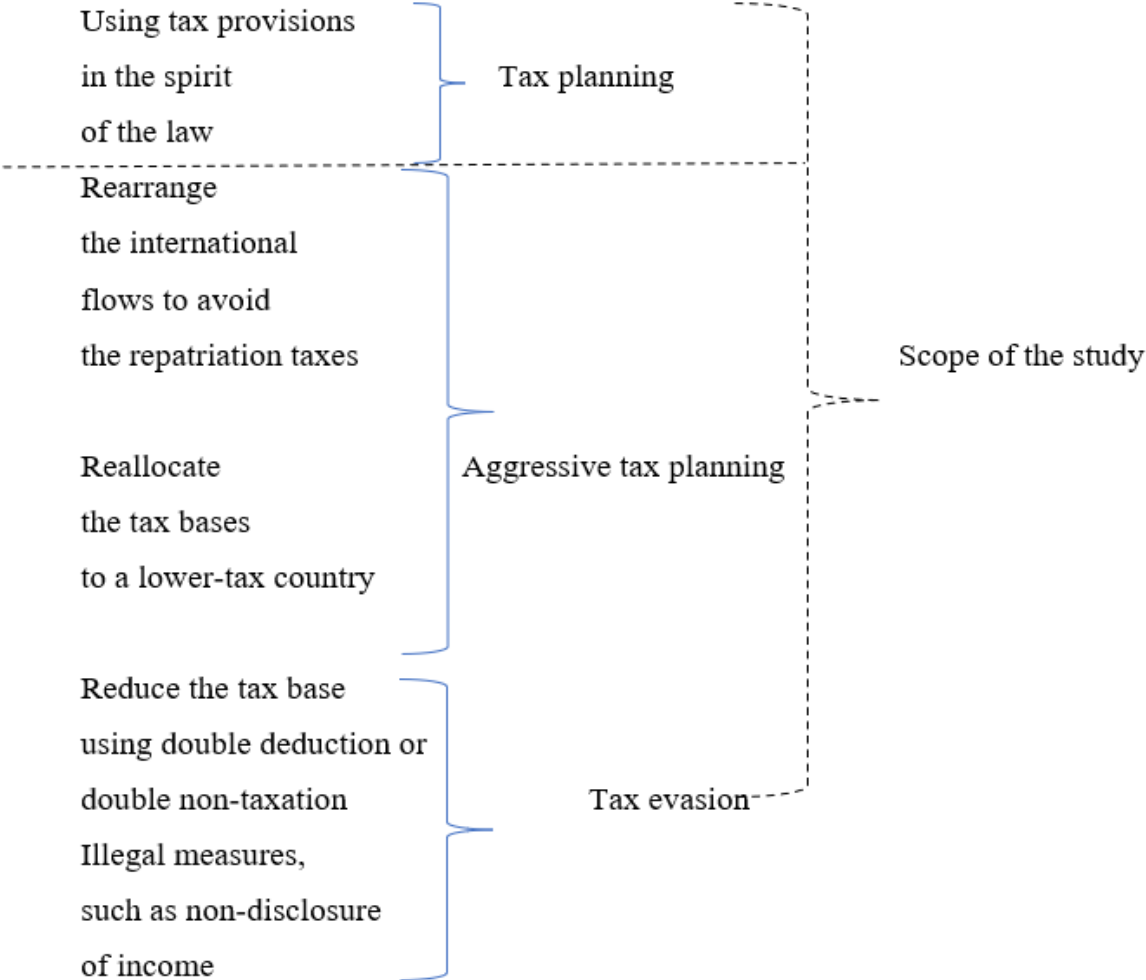 Using tax provisions
in the spirit
of the law
Tax planning
Rearrange
the international
flows to avoid
the repatriation taxes
Reallocate
the tax bases
to a lower-tax country
Aggressive tax planning
Reduce the tax base
using double deduction or
double non-taxation
Illegal measures,
such as non-disclosure
of income
Tax evasion
Scope of the study